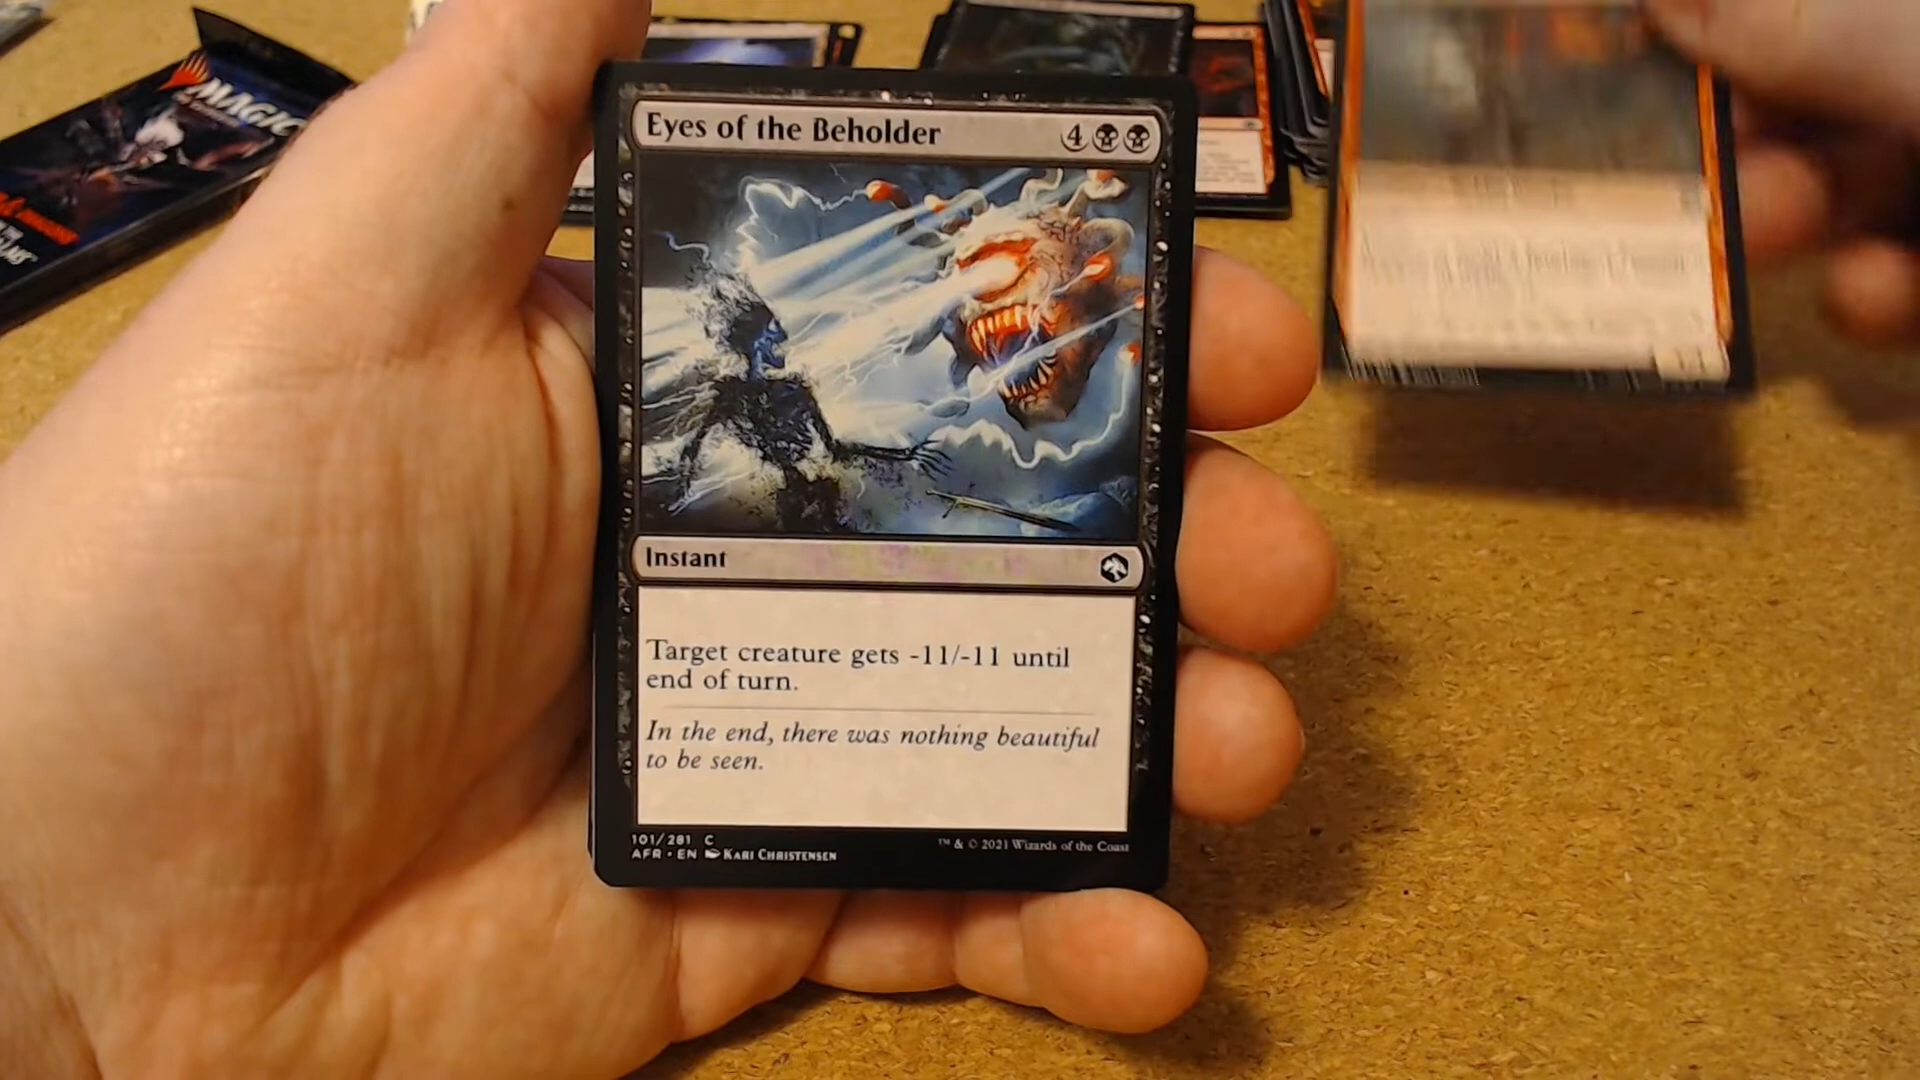 MAGIC
Eyes of the Beholder 4
Instant
Target creature gets -11/-11 until
end of turn.
In the end, there was nothing beautiful
to be seen.
101/281 C
AFR • EN KARI CHRISTENSEN
™ & © 2021 Wizards of the Coast